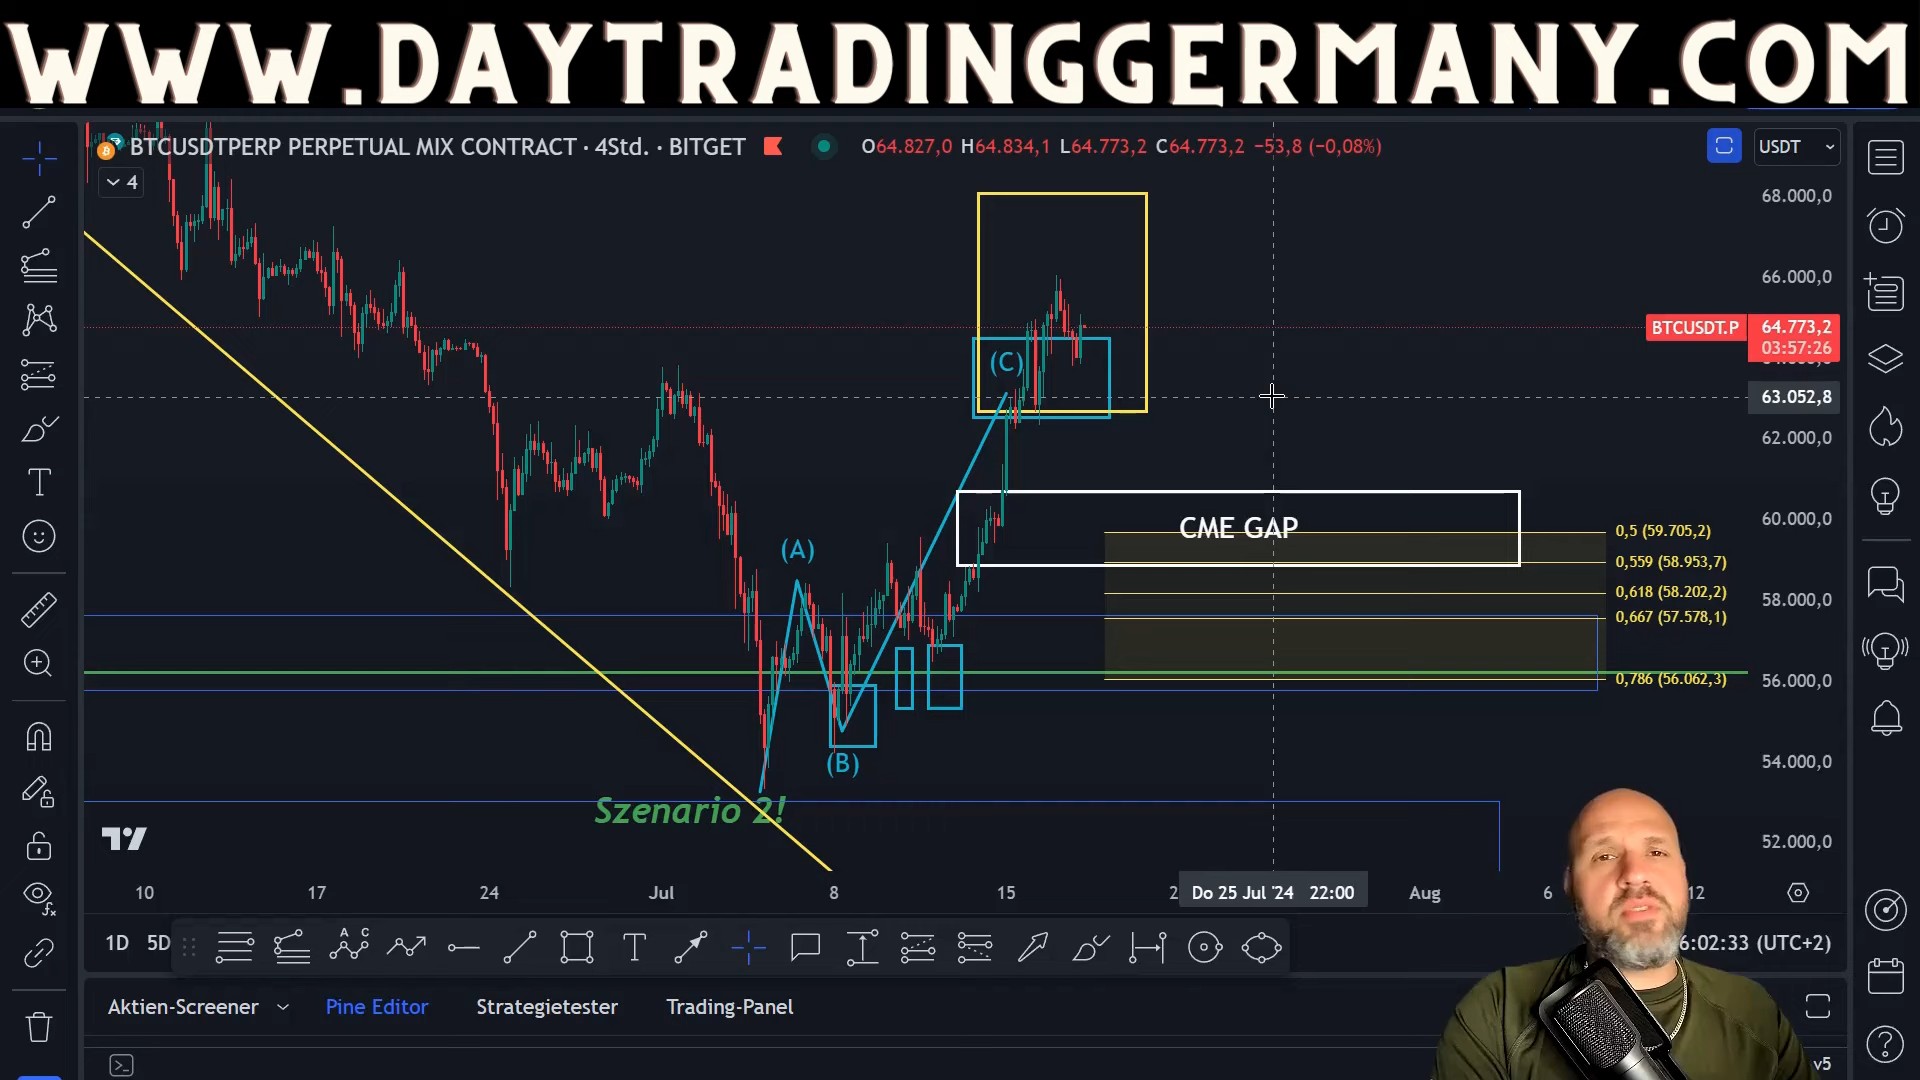 WWW.DAYTRADINGGERMANY.COM
BTCUSDTPERP PERPETUAL MIX CONTRACT · 4Std. · BITGET
O64.827,0 H64.834,1 L64.773,2 C64.773,2 −53,8 (−0,08%)
USDT
4
68.000,0
66.000,0
BTCUSDT.P
64.773,2
03:57:26
(C)
63.052,8
62.000,0
CME GAP
60.000,0
0,5 (59.705,2)
(A)
0,559 (58.953,7)
0,618 (58.202,2)
58.000,0
0,667 (57.578,1)
0,786 (56.062,3)
56.000,0
(B)
54.000,0
Szenario 2!
52.000,0
10
17
24
Jul
8
15
2
Do 25 Jul '24 22:00
Aug
6
12
1D
5D
6:02:33 (UTC+2)
Aktien-Screener
Pine Editor
Strategietester
Trading-Panel
v5